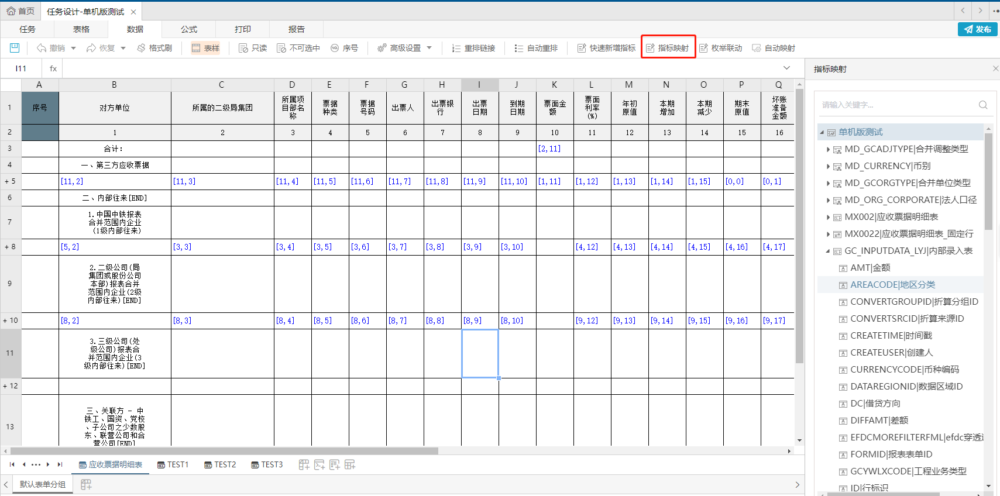 首页 任务设计-单机版测试 ×
任务 表格 数据 公式 打印 报告
发布
撤销 恢复 格式刷 表样 只读 不可选中 序号 高级设置 重排链接 自动重排 快速新增指标 指标映射 枚举联动 自动映射
I11 fx
指标映射
A B C D E F G H I J K L M N O P Q
1 序号 对方单位 所属的二级局集团 所属项目部名称 票据种类 票据号码 出票人 出票银行 出票日期 到期日期 票面金额 票面利率(%) 年初原值 本期增加 本期减少 期末原值 坏账准备金额
2 1 2 3 4 5 6 7 8 9 10 11 12 13 14 15 16
3 合计： [2,11]
4 一、第三方应收票据
+ 5 [11,2] [11,3] [11,4] [11,5] [11,6] [11,7] [11,8] [11,9] [11,10] [1,11] [1,12] [1,13] [1,14] [1,15] [0,0] [0,1]
6 二、内部往来[END]
7 1.中国中铁报表
合并范围内企业
(1级内部往来)
+ 8 [5,2] [3,3] [3,4] [3,5] [3,6] [3,7] [3,8] [3,9] [3,10] [4,12] [4,13] [4,14] [4,15] [4,16] [4,17]
9 2.二级公司(局
集团或股份公司
本部)报表合并
范围内企业(2级
内部往来)[END]
+ 10 [8,2] [8,3] [8,4] [8,5] [8,6] [8,7] [8,8] [8,9] [8,10] [9,12] [9,13] [9,14] [9,15] [9,16] [9,17]
11 3.三级公司(处
级公司)报表合
并范围内企业(3
级内部往来)[END]
+ 12
13 三、关联方 - 中
铁工、国资、党校
、子公司之少数股
东、联营公司和合
营公司[END]
应收票据明细表 TEST1 TEST2 TEST3
默认表单分组
请输入关键字...
单机版测试
MD_GCADJTYPE|合并调整类型
MD_CURRENCY|币别
MD_GCORGTYPE|合并单位类型
MD_ORG_CORPORATE|法人口径
MX002|应收票据明细表
MX0022|应收票据明细表_固定行
GC_INPUTDATA_LYJ|内部录入表
AMT|金额
AREACODE|地区分类
CONVERTGROUPID|折算分组ID
CONVERTSRCID|折算来源ID
CREATETIME|时间戳
CREATEUSER|创建人
CURRENCYCODE|币种编码
DATAREGIONID|数据区域ID
DC|借贷方向
DIFFAMT|差额
EFDCMOREFILTERFML|efdc穿透
FORMID|报表表单ID
GCYWLXCODE|工程业务类型
ID|行标识